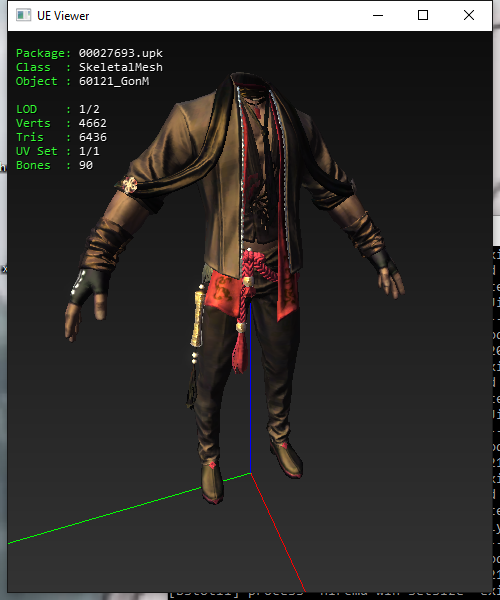 UE Viewer
Package: 00027693.upk
Class : SkeletalMesh
Object : 60121_GonM
LOD : 1/2
Verts : 4662
Tris : 6436
UV Set : 1/1
Bones : 90